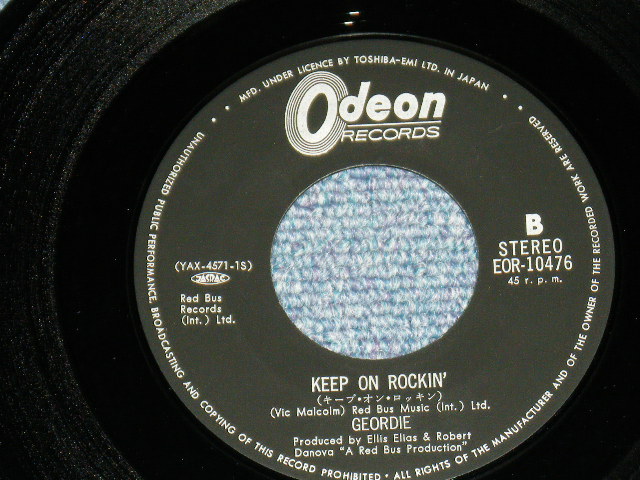 MFD. UNDER LICENCE BY TOSHIBA-EMI LTD. IN JAPAN
Odeon
RECORDS
B
STEREO
EOR-10476
45 r.p.m.
(YAX-4571-1S)
JASRAC
Red Bus
Records
(Int.) Ltd.
KEEP ON ROCKIN'
(キープ・オン・ロッキン)
(Vic Malcolm) Red Bus Music (Int.) Ltd.
GEORDIE
Produced by Ellis Elias & Robert
Danova "A Red Bus Production"
UNAUTHORIZED PUBLIC PERFORMANCE, BROADCASTING AND COPYING OF THIS RECORD PROHIBITED • ALL RIGHTS OF THE MANUFACTURER AND OF THE OWNER OF THE RECORDED WORK ARE RESERVED